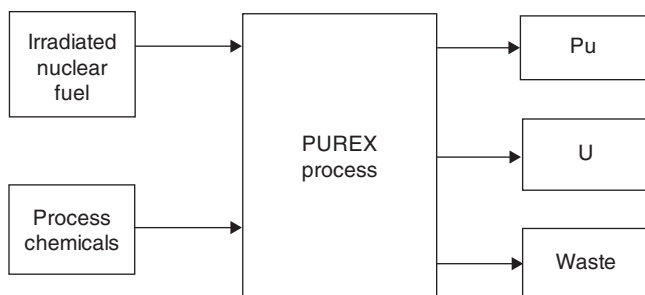 Irradiated
nuclear
fuel
Process
chemicals
PUREX
process
Pu
U
Waste